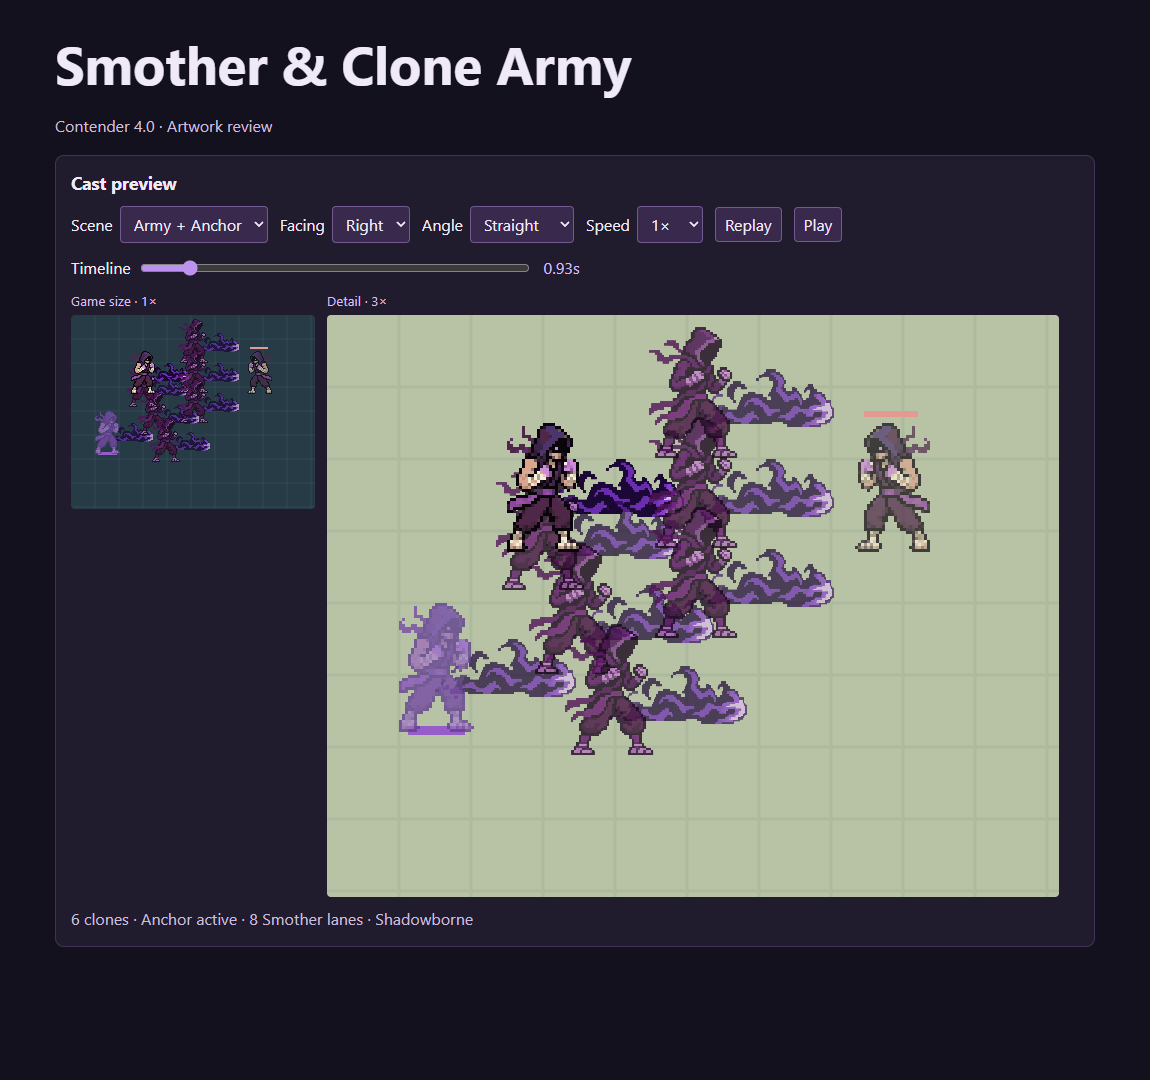 Smother & Clone Army
Contender 4.0 · Artwork review
Cast preview
Scene Army + Anchor Facing Right Angle Straight Speed 1× Replay Play
Timeline 0.93s
Game size · 1× Detail · 3×
6 clones · Anchor active · 8 Smother lanes · Shadowborne